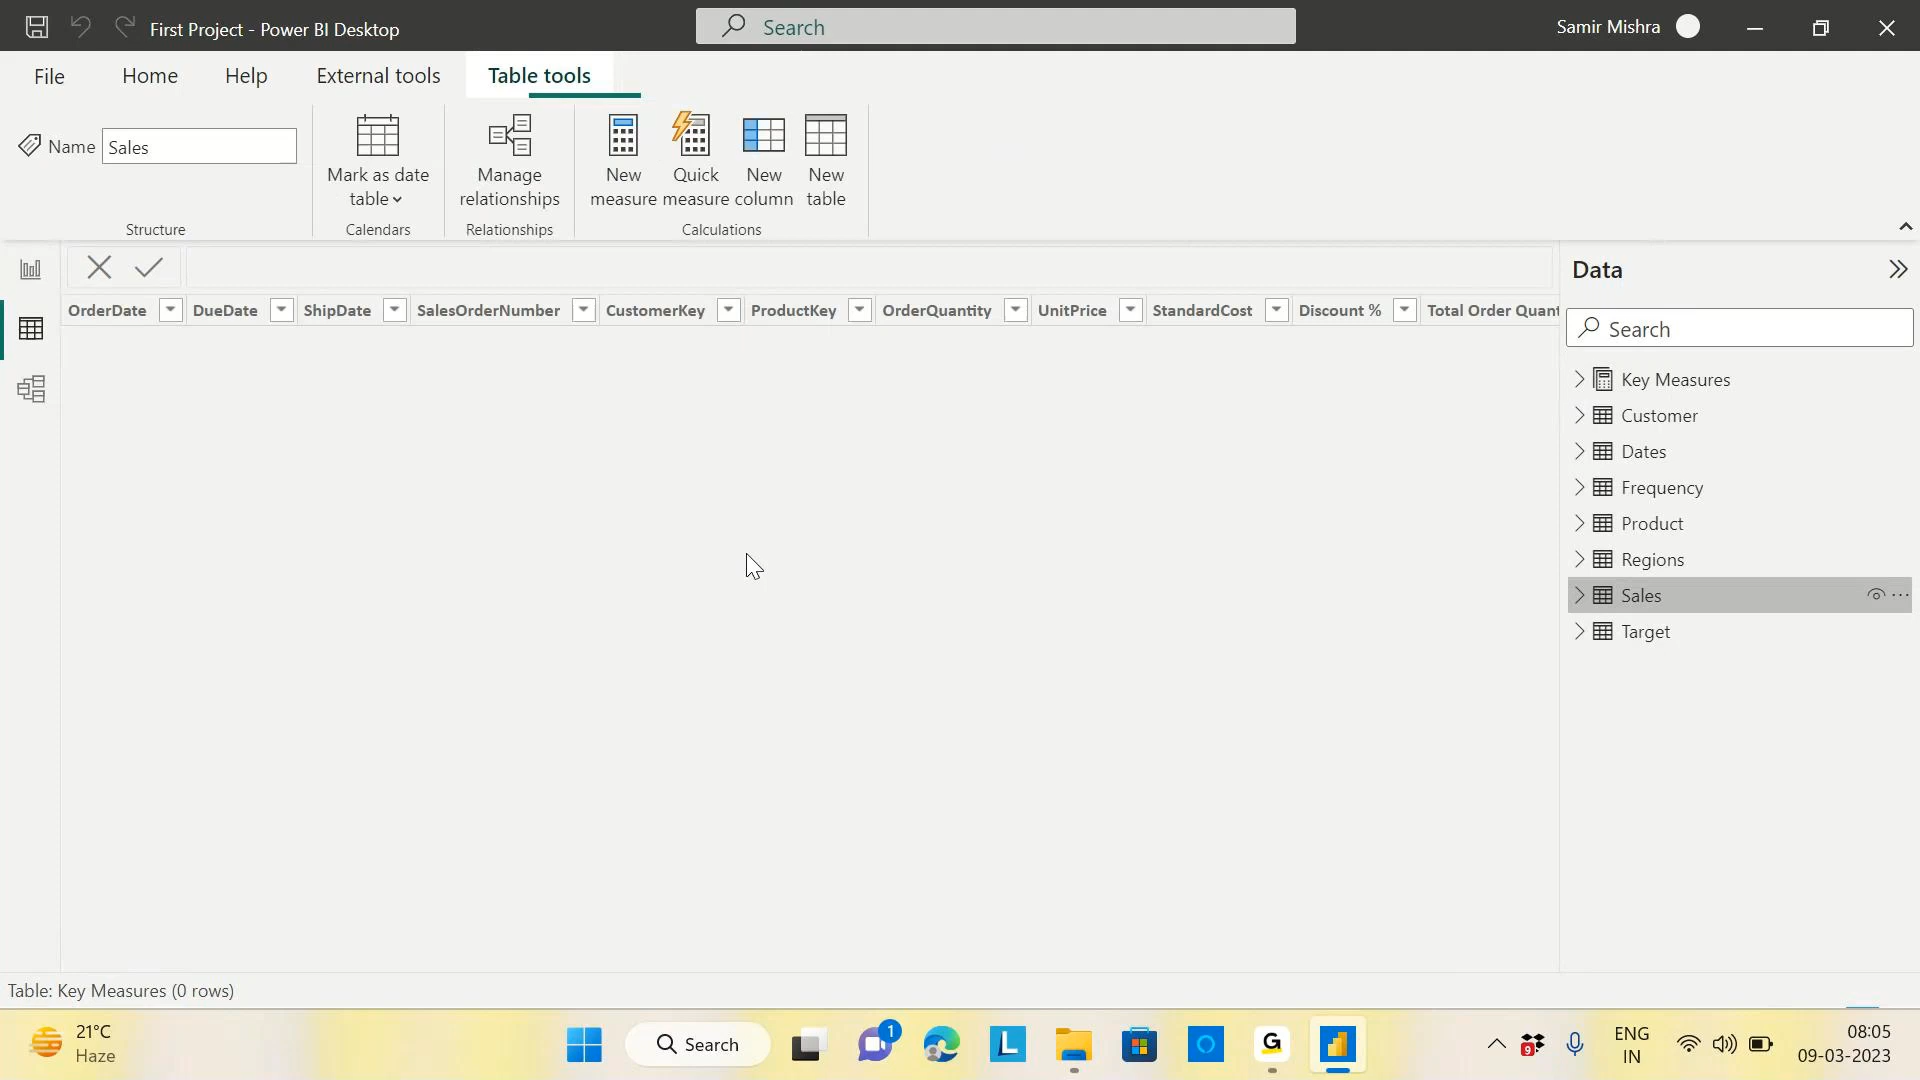 First Project - Power BI Desktop
Search
Samir Mishra
File
Home
Help
External tools
Table tools
Name
Sales
Mark as date
table
Manage
relationships
New
measure
Quick
measure
New
column
New
table
Structure
Calendars
Relationships
Calculations
OrderDate
DueDate
ShipDate
SalesOrderNumber
CustomerKey
ProductKey
OrderQuantity
UnitPrice
StandardCost
Discount %
Total Order Quant
Data
Search
Key Measures
Customer
Dates
Frequency
Product
Regions
Sales
Target
Table: Key Measures (0 rows)
21°C
Haze
Search
1
L
G
9
ENG
IN
08:05
09-03-2023